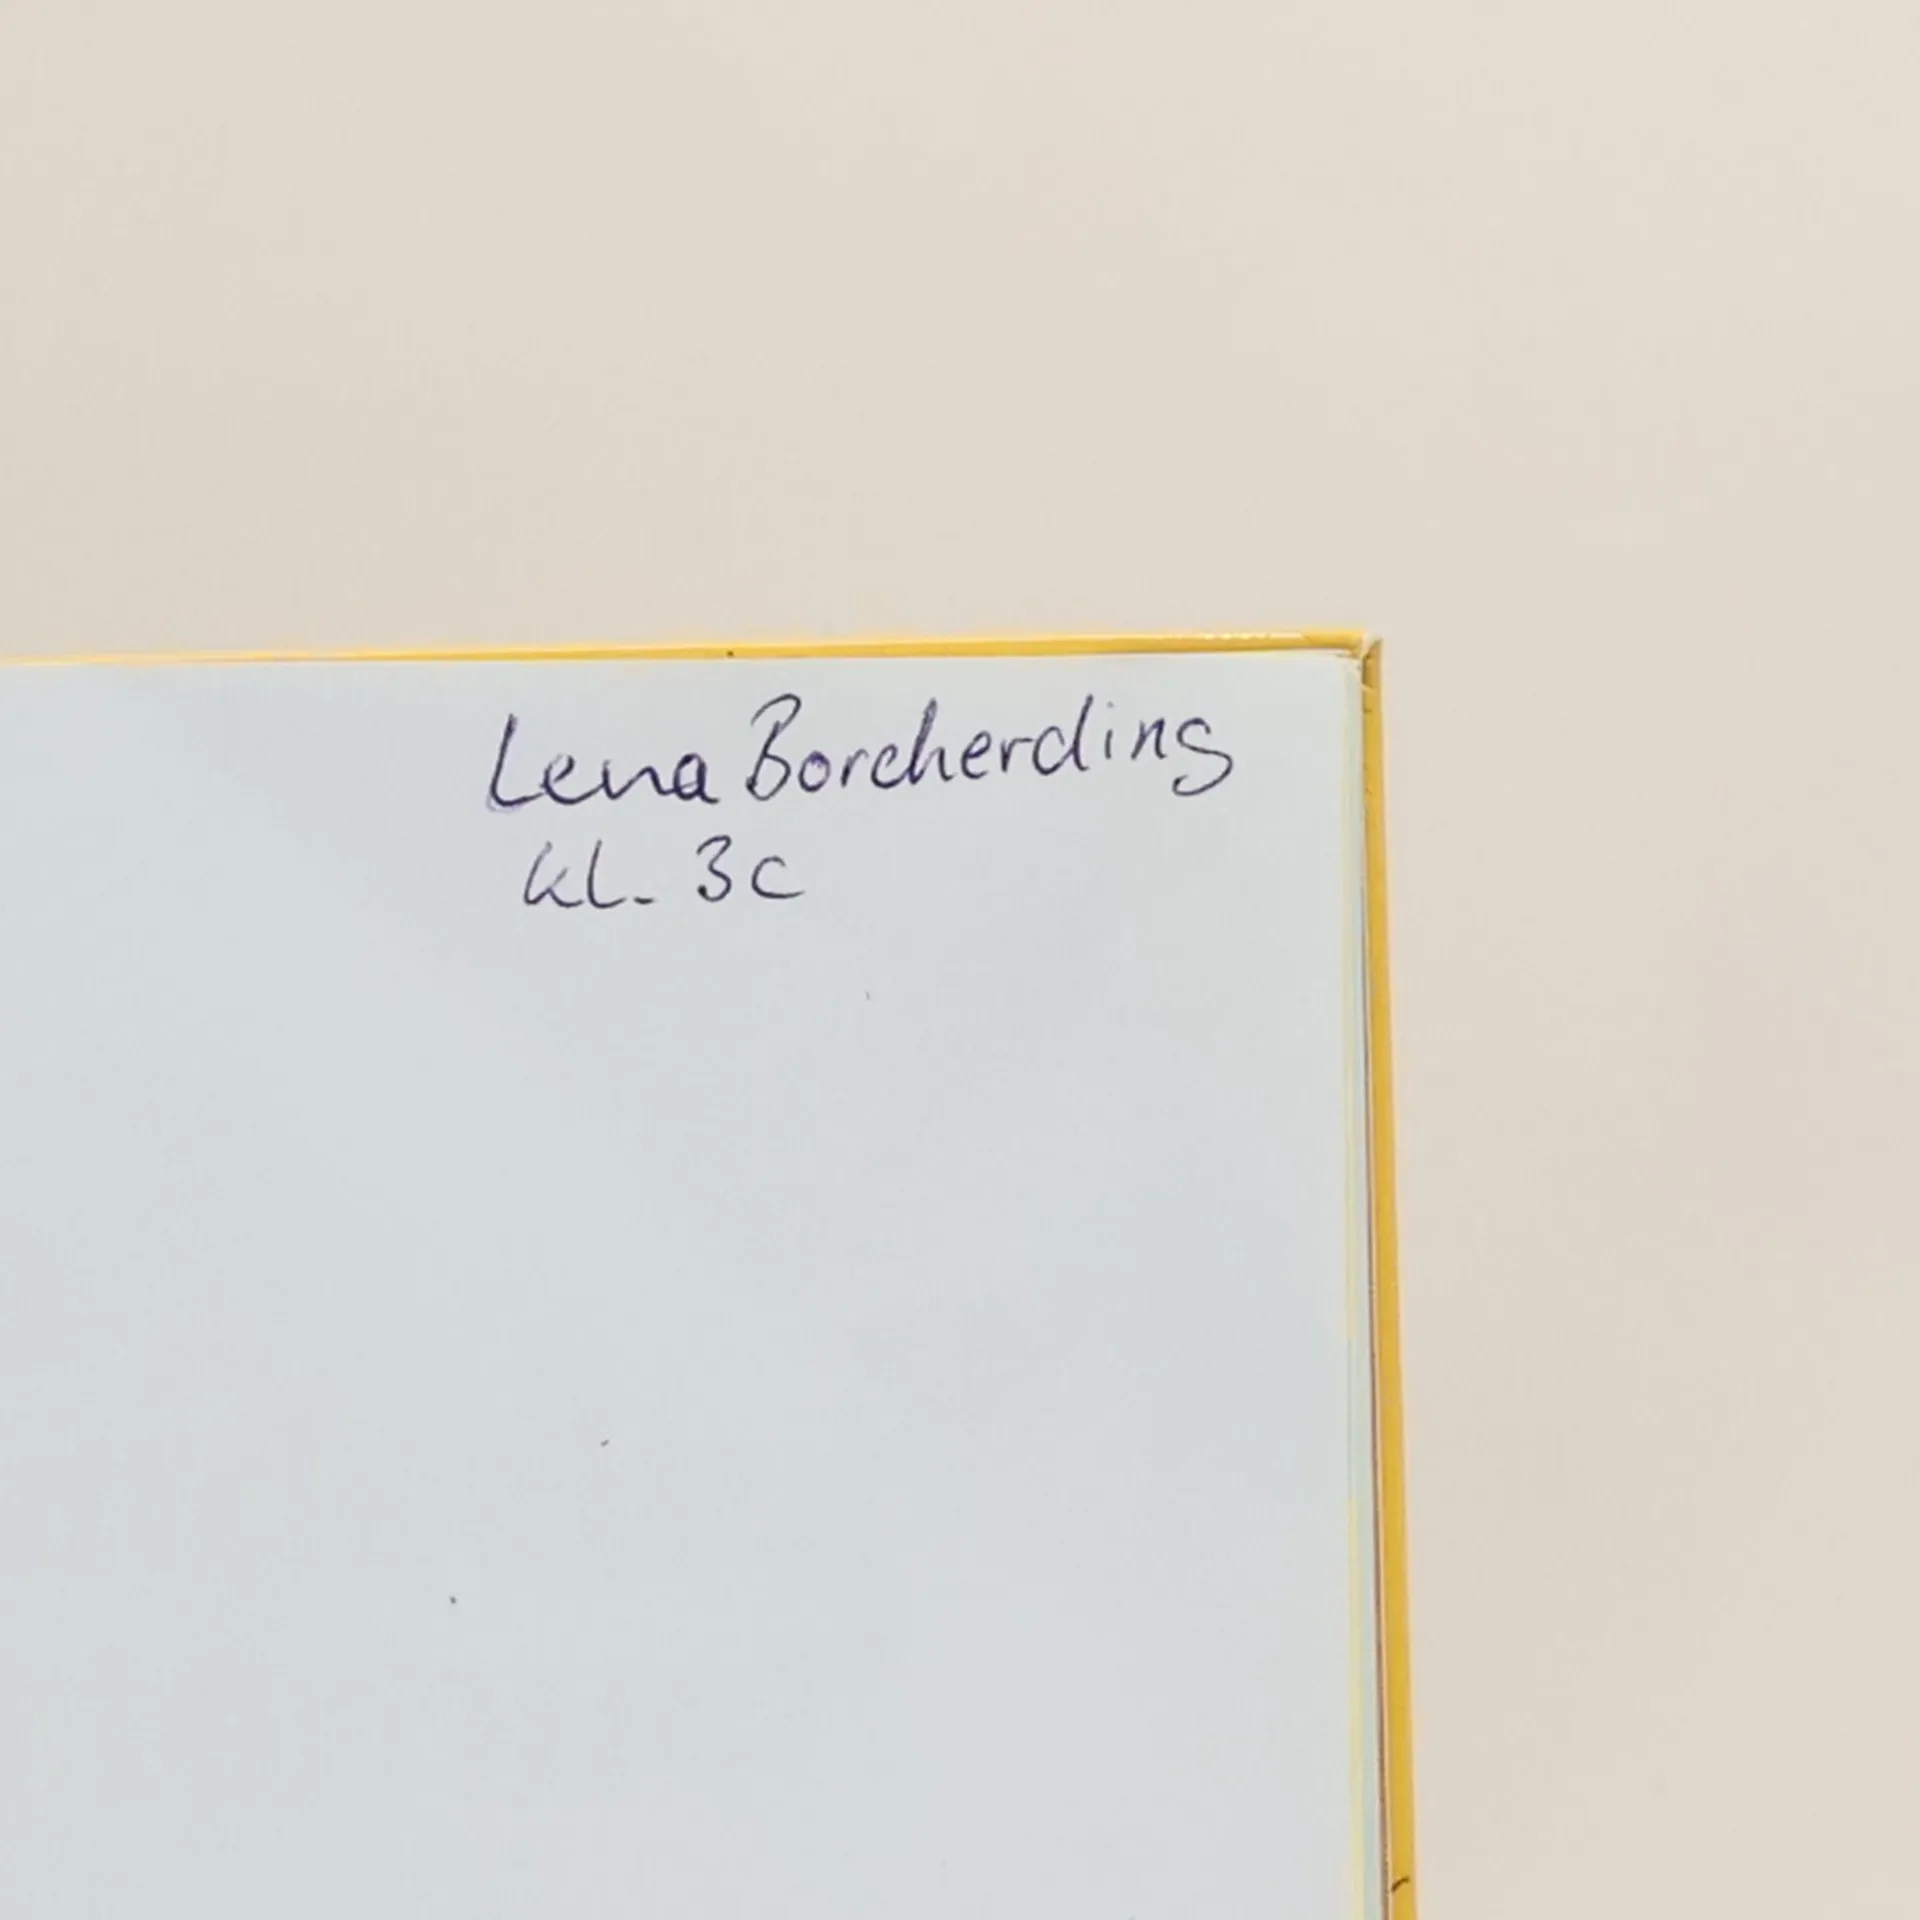 Lena Borcherding
Kl. 3c